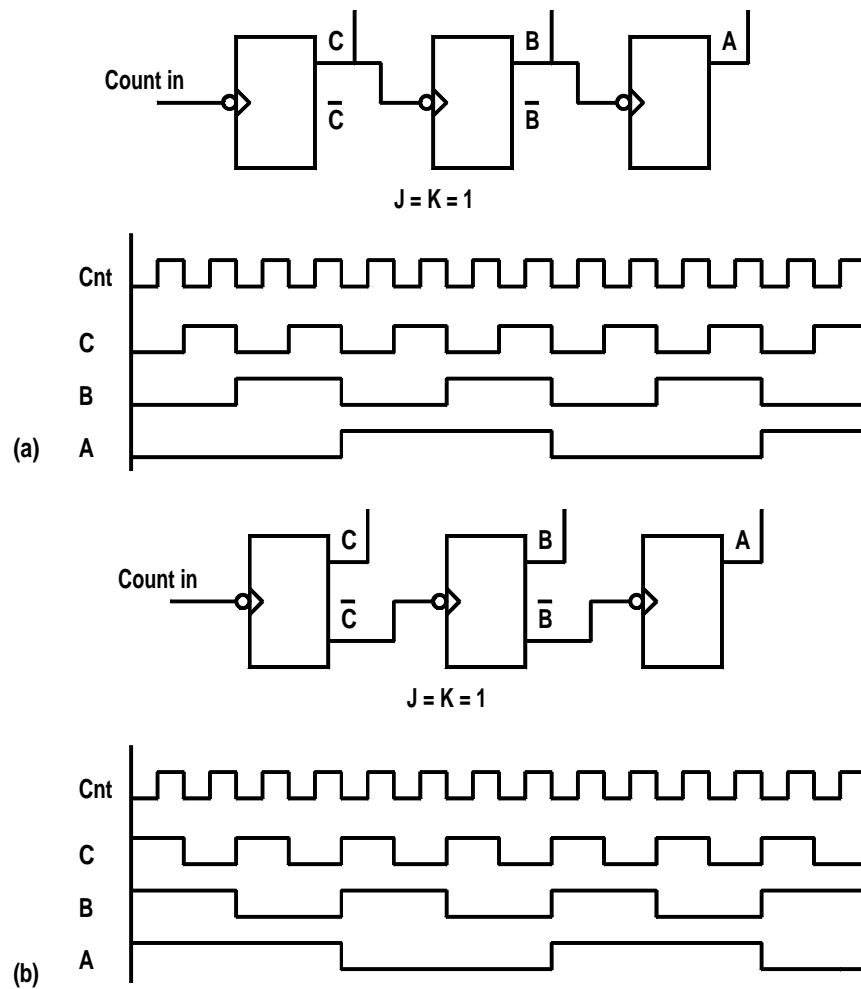 C B A
Count in
C̅ B̅
J = K = 1
Cnt
C
B
(a) A
C B A
Count in
C̅ B̅
J = K = 1
Cnt
C
B
(b) A